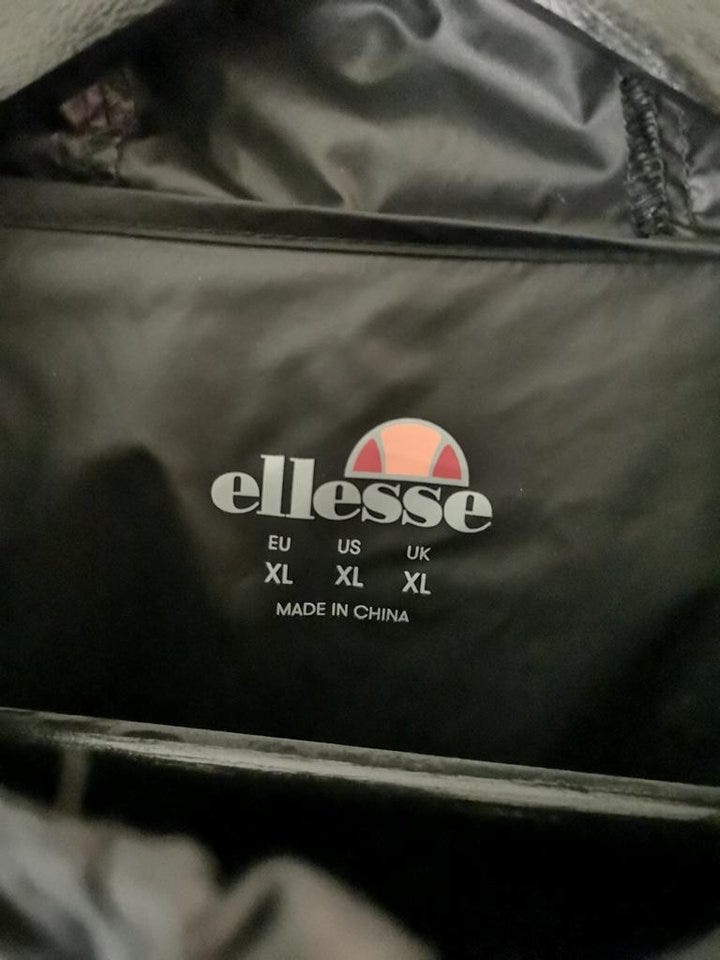 ellesse
EU US UK
XL XL XL
MADE IN CHINA